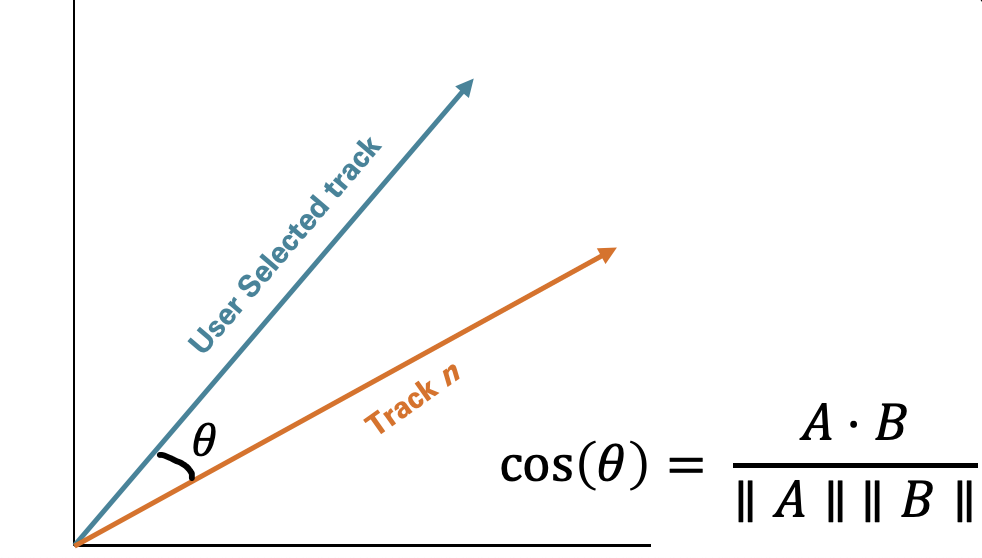 User Selected track
Track n
θ
cos(θ) = A · B / ‖ A ‖ ‖ B ‖